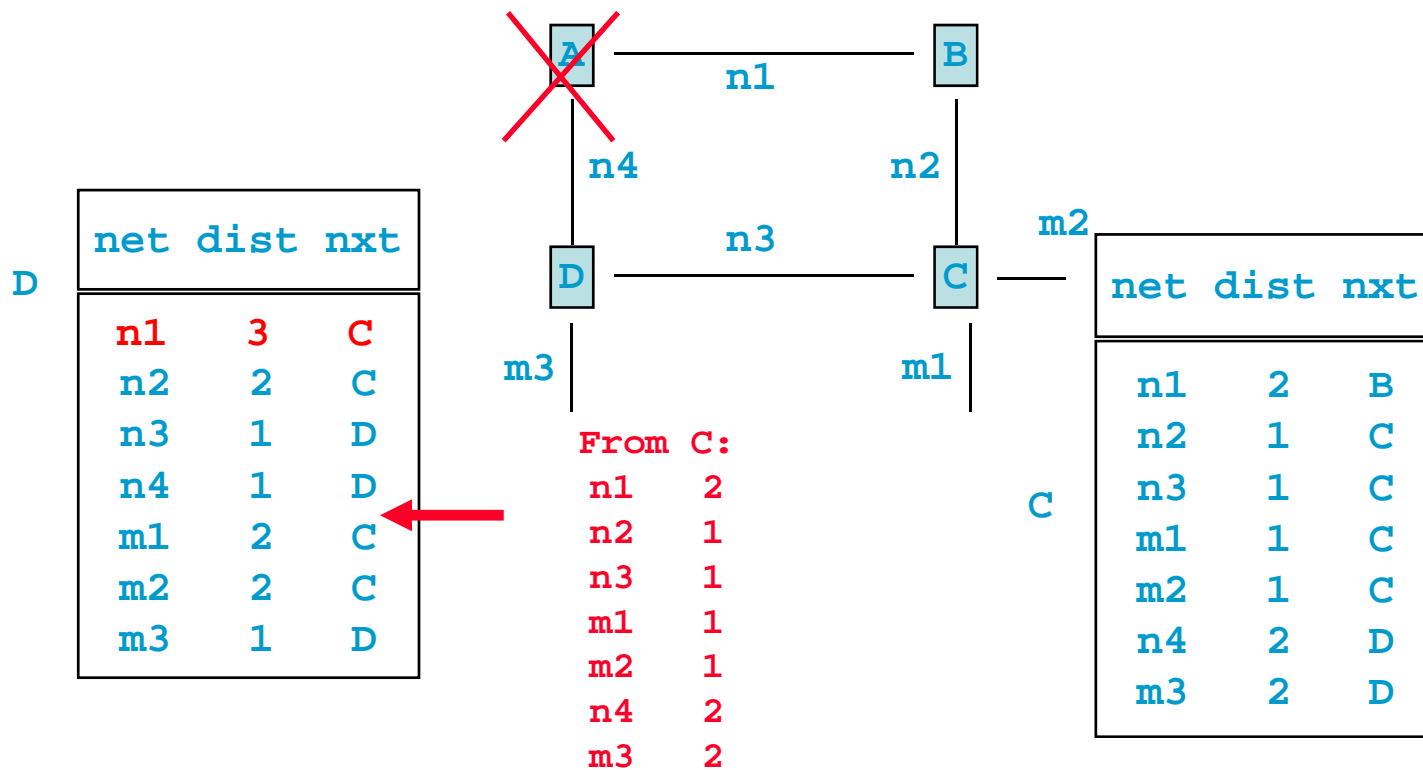 A
B
n1
n4
n2
m2
n3
D
C
m3
m1
D
net dist nxt
n1 3 C
n2 2 C
n3 1 D
n4 1 D
m1 2 C
m2 2 C
m3 1 D
From C:
n1 2
n2 1
n3 1
m1 1
m2 1
n4 2
m3 2
C
net dist nxt
n1 2 B
n2 1 C
n3 1 C
m1 1 C
m2 1 C
n4 2 D
m3 2 D